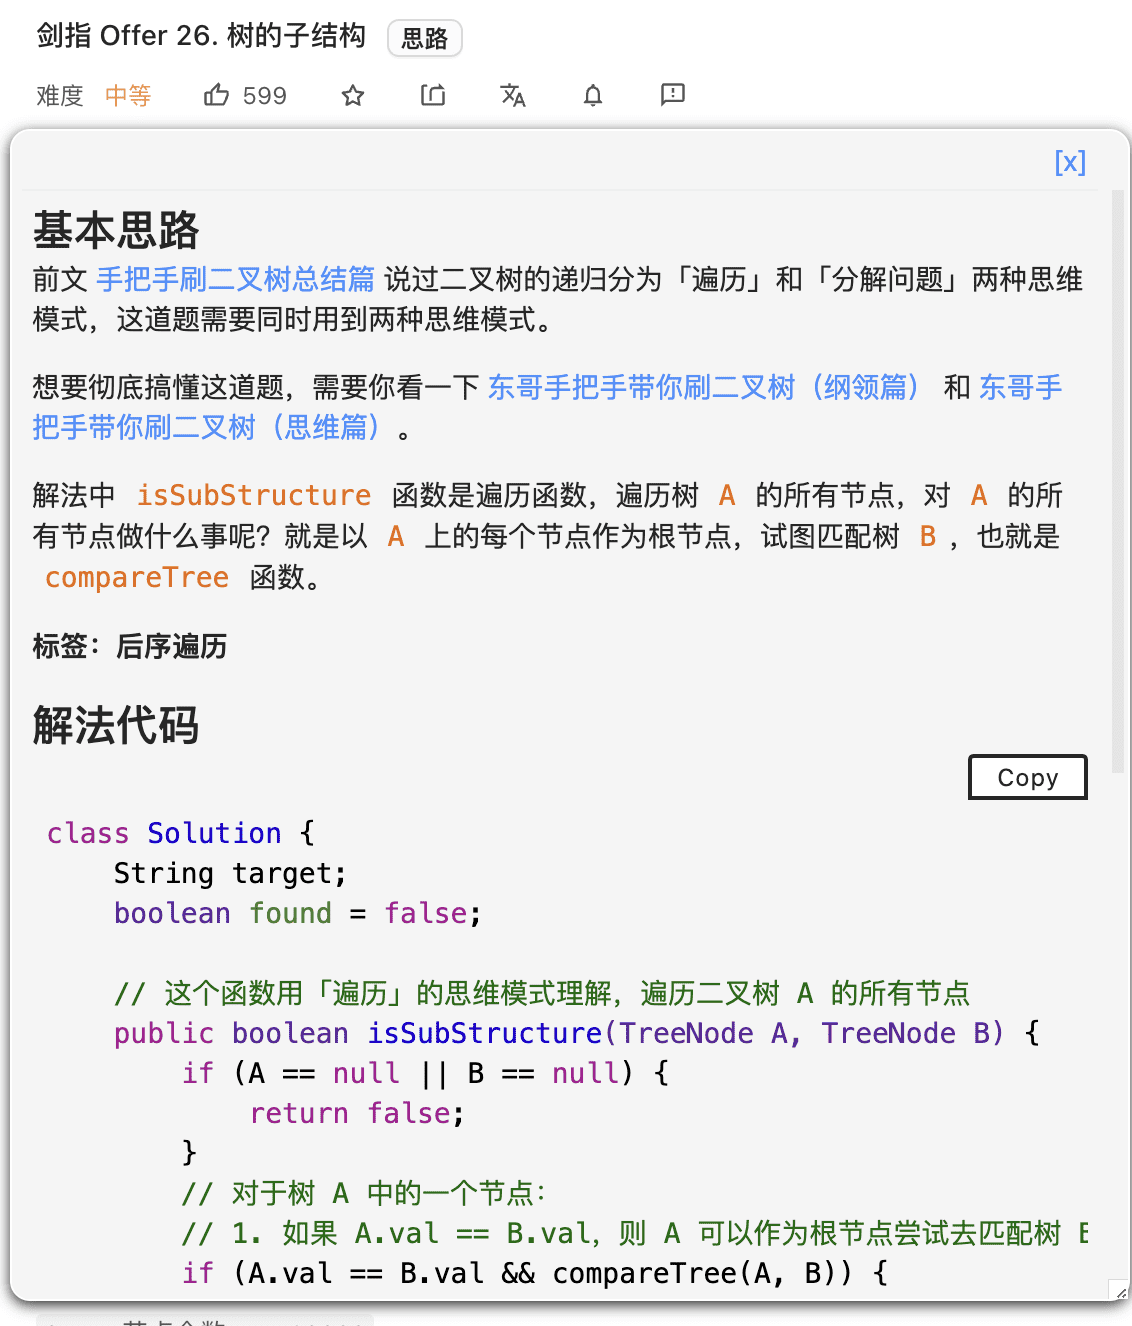 剑指 Offer 26. 树的子结构 思路
难度 中等 599
[x]
基本思路
前文 手把手刷二叉树总结篇 说过二叉树的递归分为「遍历」和「分解问题」两种思维
模式，这道题需要同时用到两种思维模式。
想要彻底搞懂这道题，需要你看一下 东哥手把手带你刷二叉树（纲领篇） 和 东哥手
把手带你刷二叉树（思维篇） 。
解法中 isSubStructure 函数是遍历函数，遍历树 A 的所有节点，对 A 的所
有节点做什么事呢？就是以 A 上的每个节点作为根节点，试图匹配树 B ，也就是
compareTree 函数。
标签：后序遍历
解法代码
Copy
class Solution {
    String target;
    boolean found = false;
    // 这个函数用「遍历」的思维模式理解，遍历二叉树 A 的所有节点
    public boolean isSubStructure(TreeNode A, TreeNode B) {
        if (A == null || B == null) {
            return false;
        }
        // 对于树 A 中的一个节点：
        // 1. 如果 A.val == B.val，则 A 可以作为根节点尝试去匹配树 B
        if (A.val == B.val && compareTree(A, B)) {